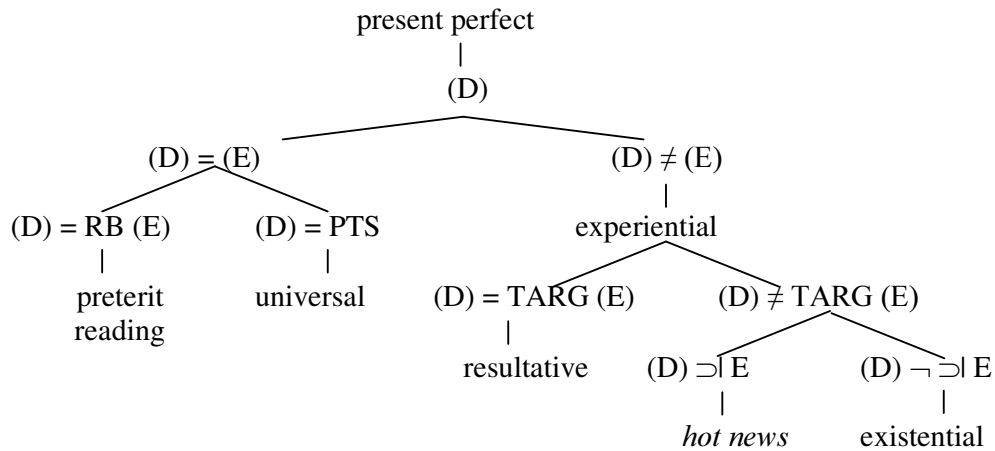 present perfect
(D)
(D) = (E) (D) ≠ (E)
(D) = RB (E) (D) = PTS experiential
preterit universal (D) = TARG (E) (D) ≠ TARG (E)
reading
resultative (D) ⊃| E (D) ¬ ⊃| E
hot news existential